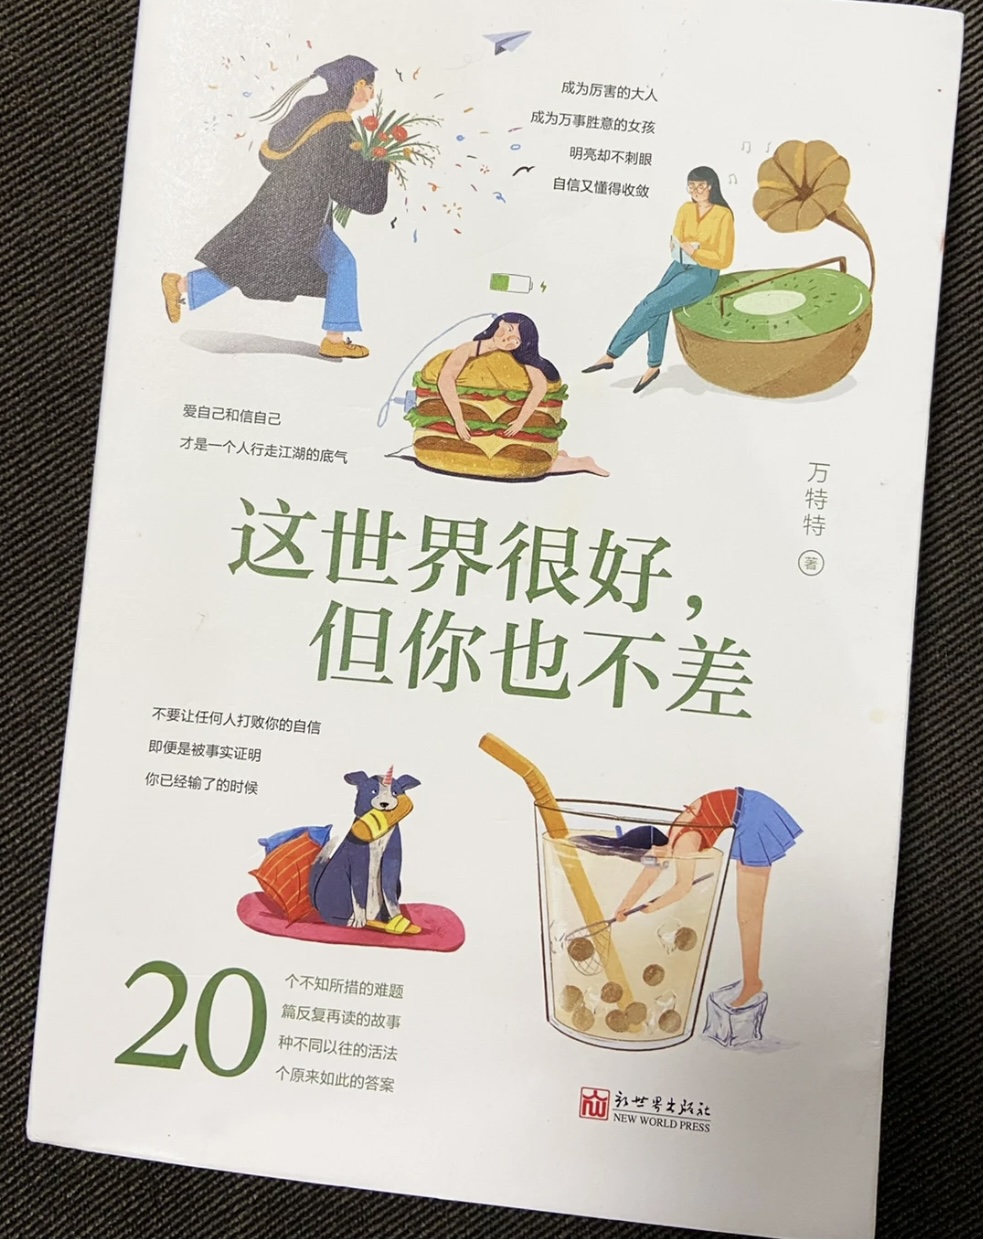 成为厉害的大人
成为万事胜意的女孩
明亮却不刺眼
自信又懂得收敛
爱自己和信自己
才是一个人行走江湖的底气
万特特 著
这世界很好，
但你也不差
不要让任何人打败你的自信
即便是被事实证明
你已经输了的时候
20
个不知所措的难题
篇反复再读的故事
种不同以往的活法
个原来如此的答案
新世界出版社
NEW WORLD PRESS